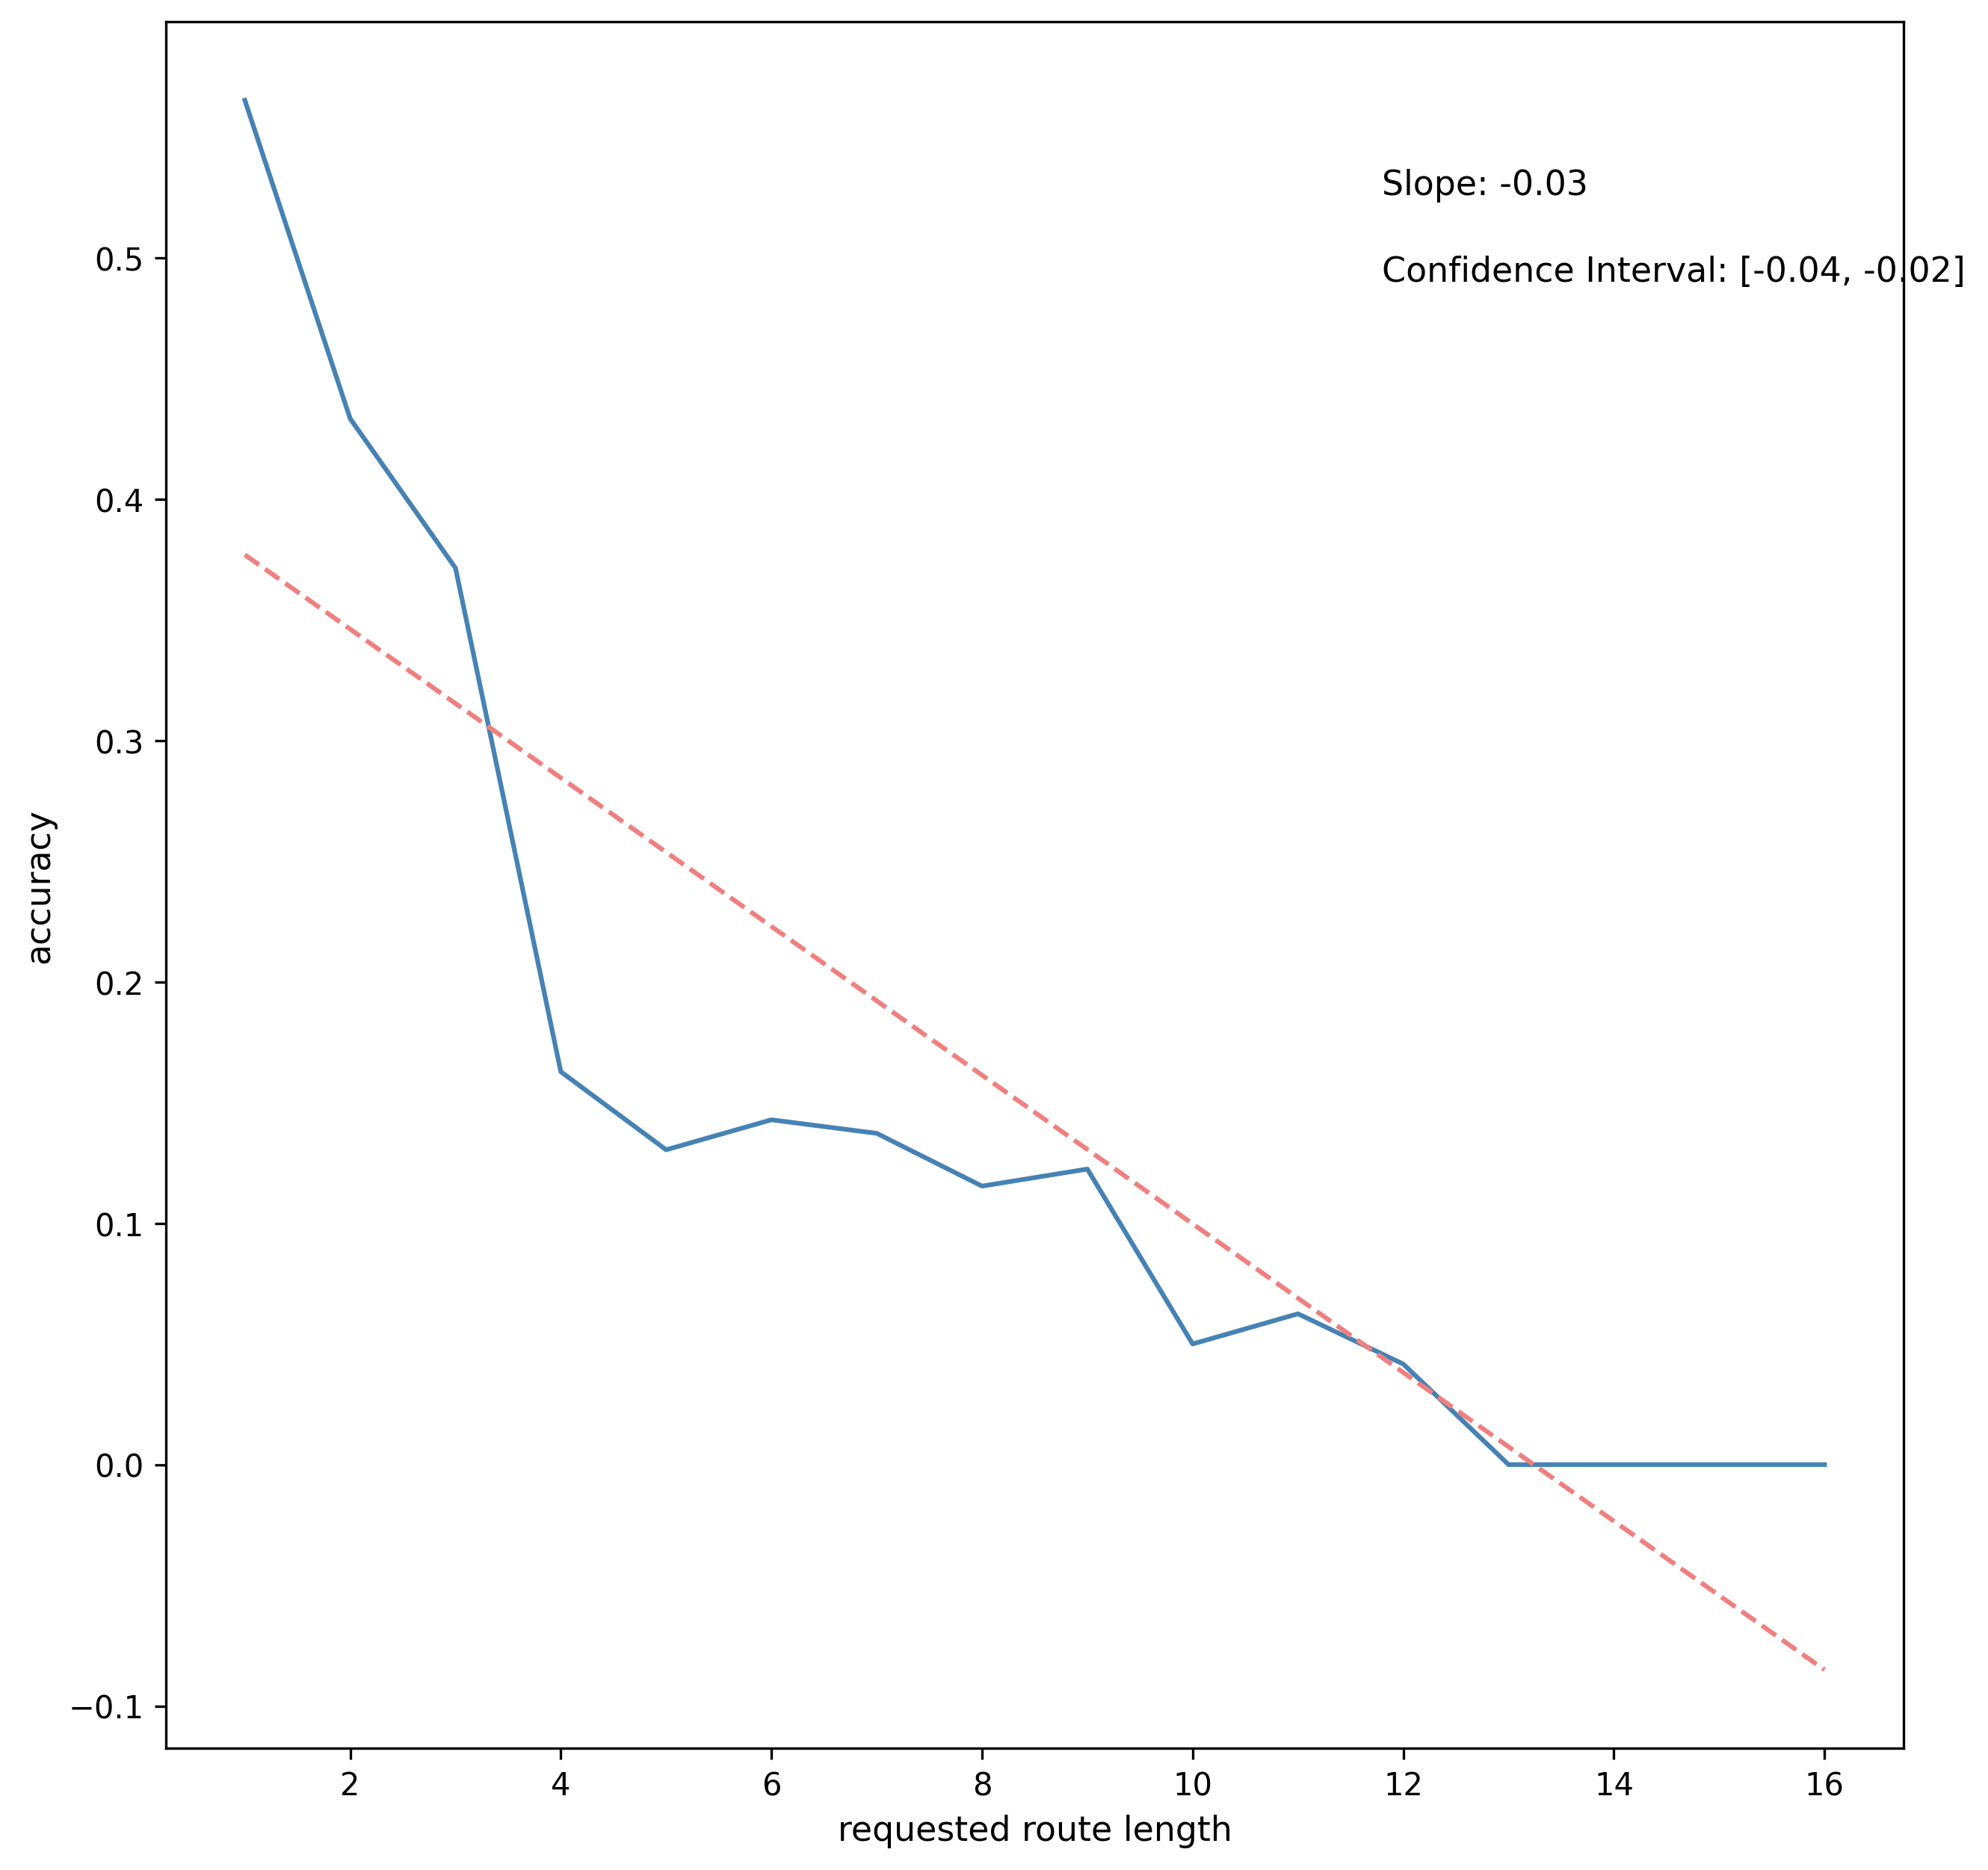 Slope: -0.03
Confidence Interval: [-0.04, -0.02]
0.5
0.4
0.3
0.2
0.1
0.0
−0.1
accuracy
2 4 6 8 10 12 14 16
requested route length